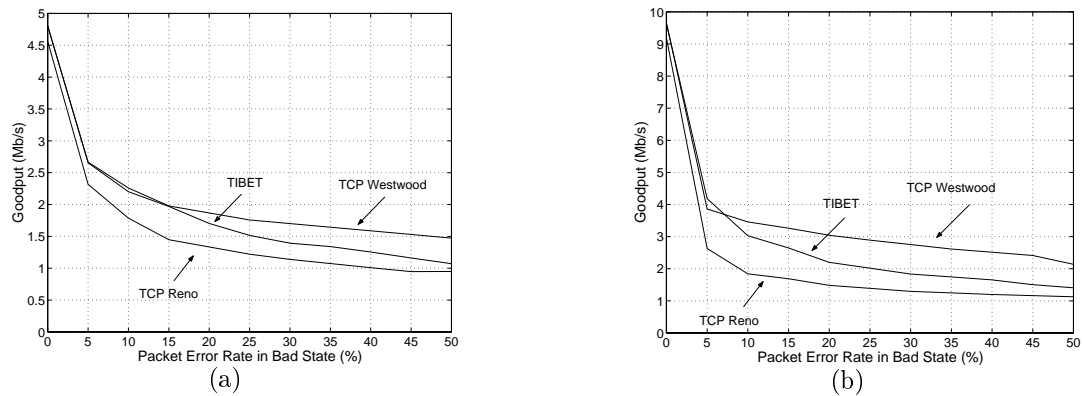 5
4.5
4
3.5
3
2.5
2
1.5
1
0.5
0
Goodput (Mb/s)
TIBET
TCP Westwood
TCP Reno
0 5 10 15 20 25 30 35 40 45 50
Packet Error Rate in Bad State (%)
(a)
10
9
8
7
6
5
4
3
2
1
0
Goodput (Mb/s)
TCP Westwood
TIBET
TCP Reno
0 5 10 15 20 25 30 35 40 45 50
Packet Error Rate in Bad State (%)
(b)